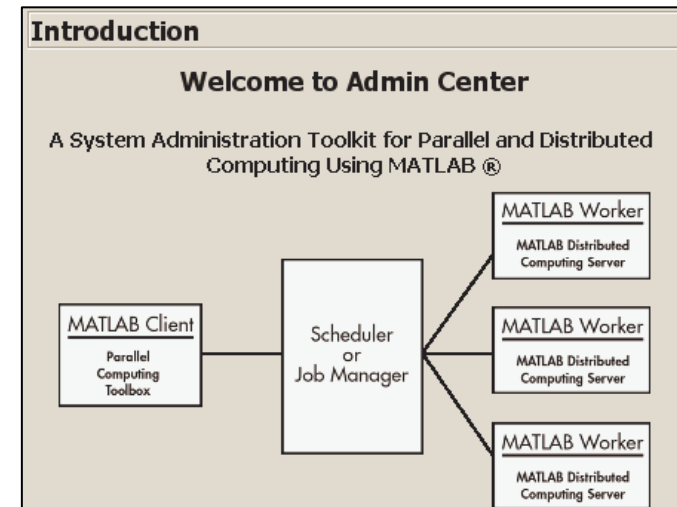 Introduction
Welcome to Admin Center
A System Administration Toolkit for Parallel and Distributed
Computing Using MATLAB ®
MATLAB Client
Parallel
Computing
Toolbox
Scheduler
or
Job Manager
MATLAB Worker
MATLAB Distributed
Computing Server
MATLAB Worker
MATLAB Distributed
Computing Server
MATLAB Worker
MATLAB Distributed
Computing Server